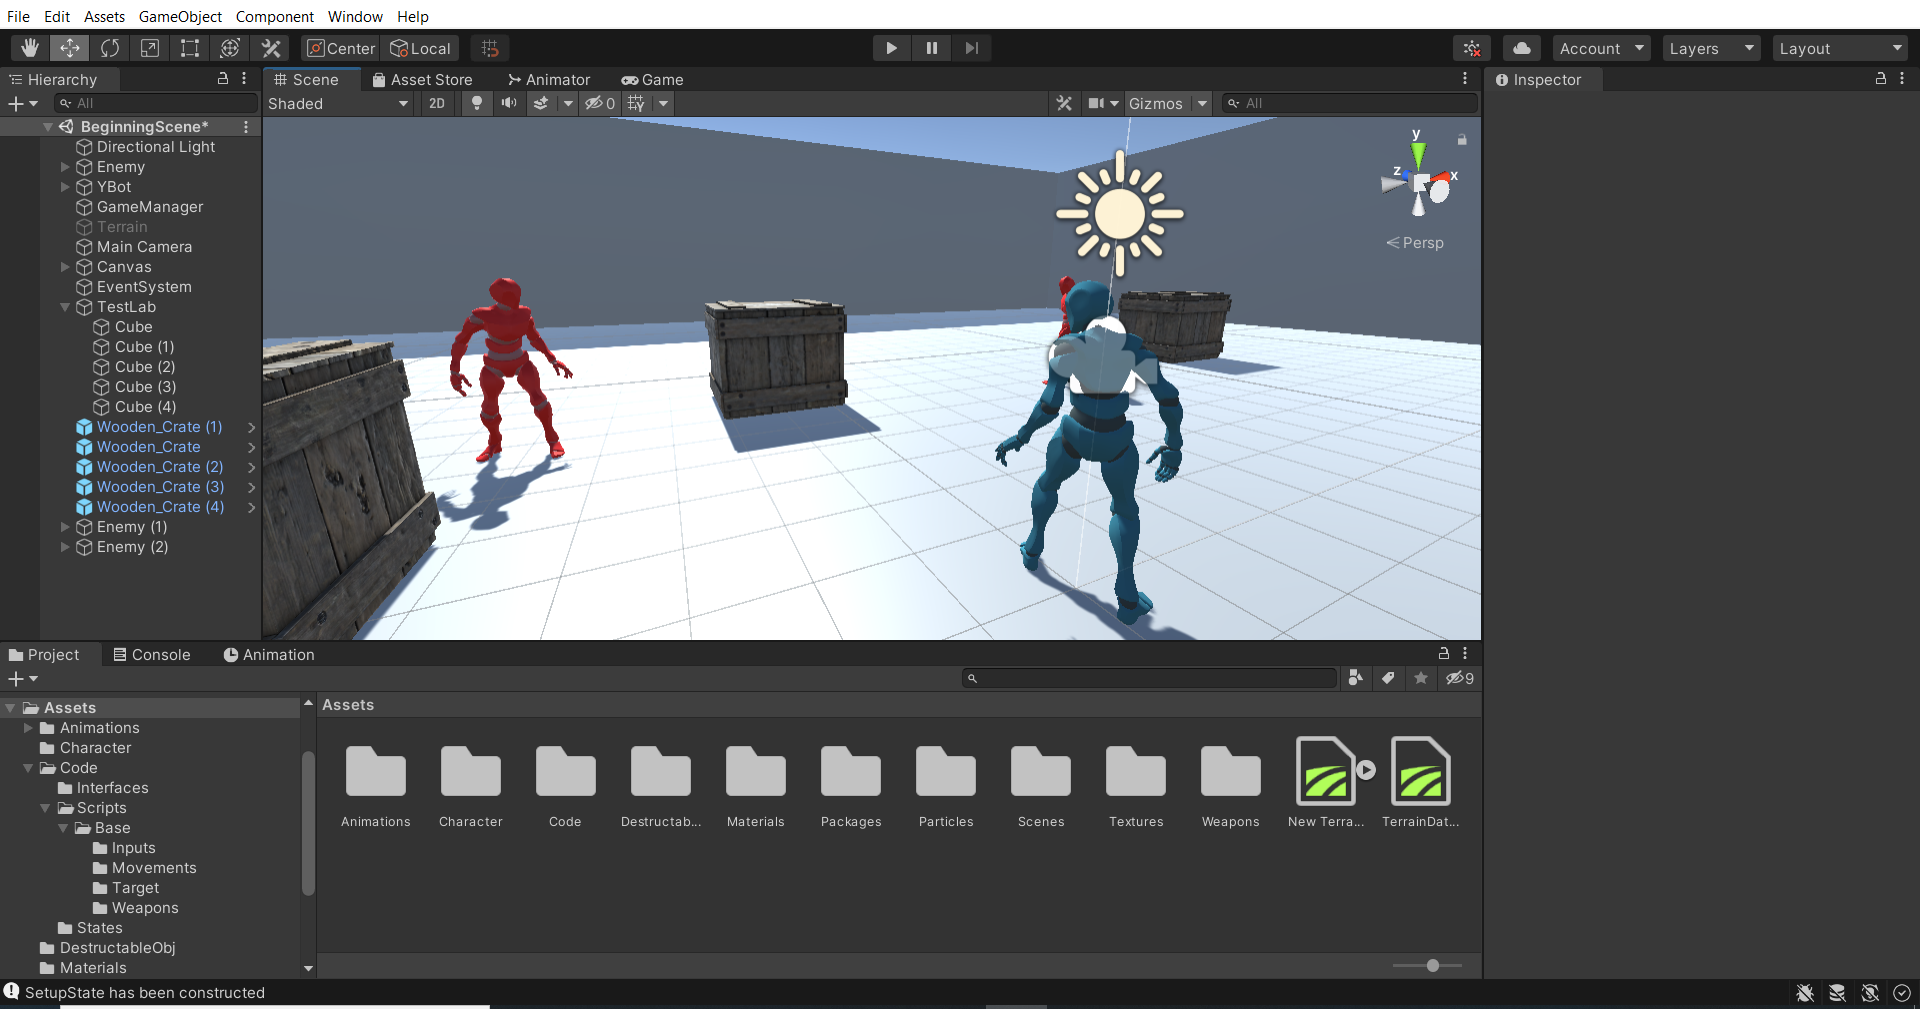 File Edit Assets GameObject Component Window Help
Center Local
Account Layers Layout
Hierarchy
All
BeginningScene*
Directional Light
Enemy
YBot
GameManager
Terrain
Main Camera
Canvas
EventSystem
TestLab
Cube
Cube (1)
Cube (2)
Cube (3)
Cube (4)
Wooden_Crate (1)
Wooden_Crate
Wooden_Crate (2)
Wooden_Crate (3)
Wooden_Crate (4)
Enemy (1)
Enemy (2)
Scene Asset Store Animator Game
Shaded 2D 0 Gizmos All
y
z x
Persp
Inspector
Project Console Animation
9
Assets
Animations
Character
Code
Interfaces
Scripts
Base
Inputs
Movements
Target
Weapons
States
DestructableObj
Materials
Assets
Animations Character Code Destructab... Materials Packages Particles Scenes Textures Weapons New Terra... TerrainDat...
SetupState has been constructed